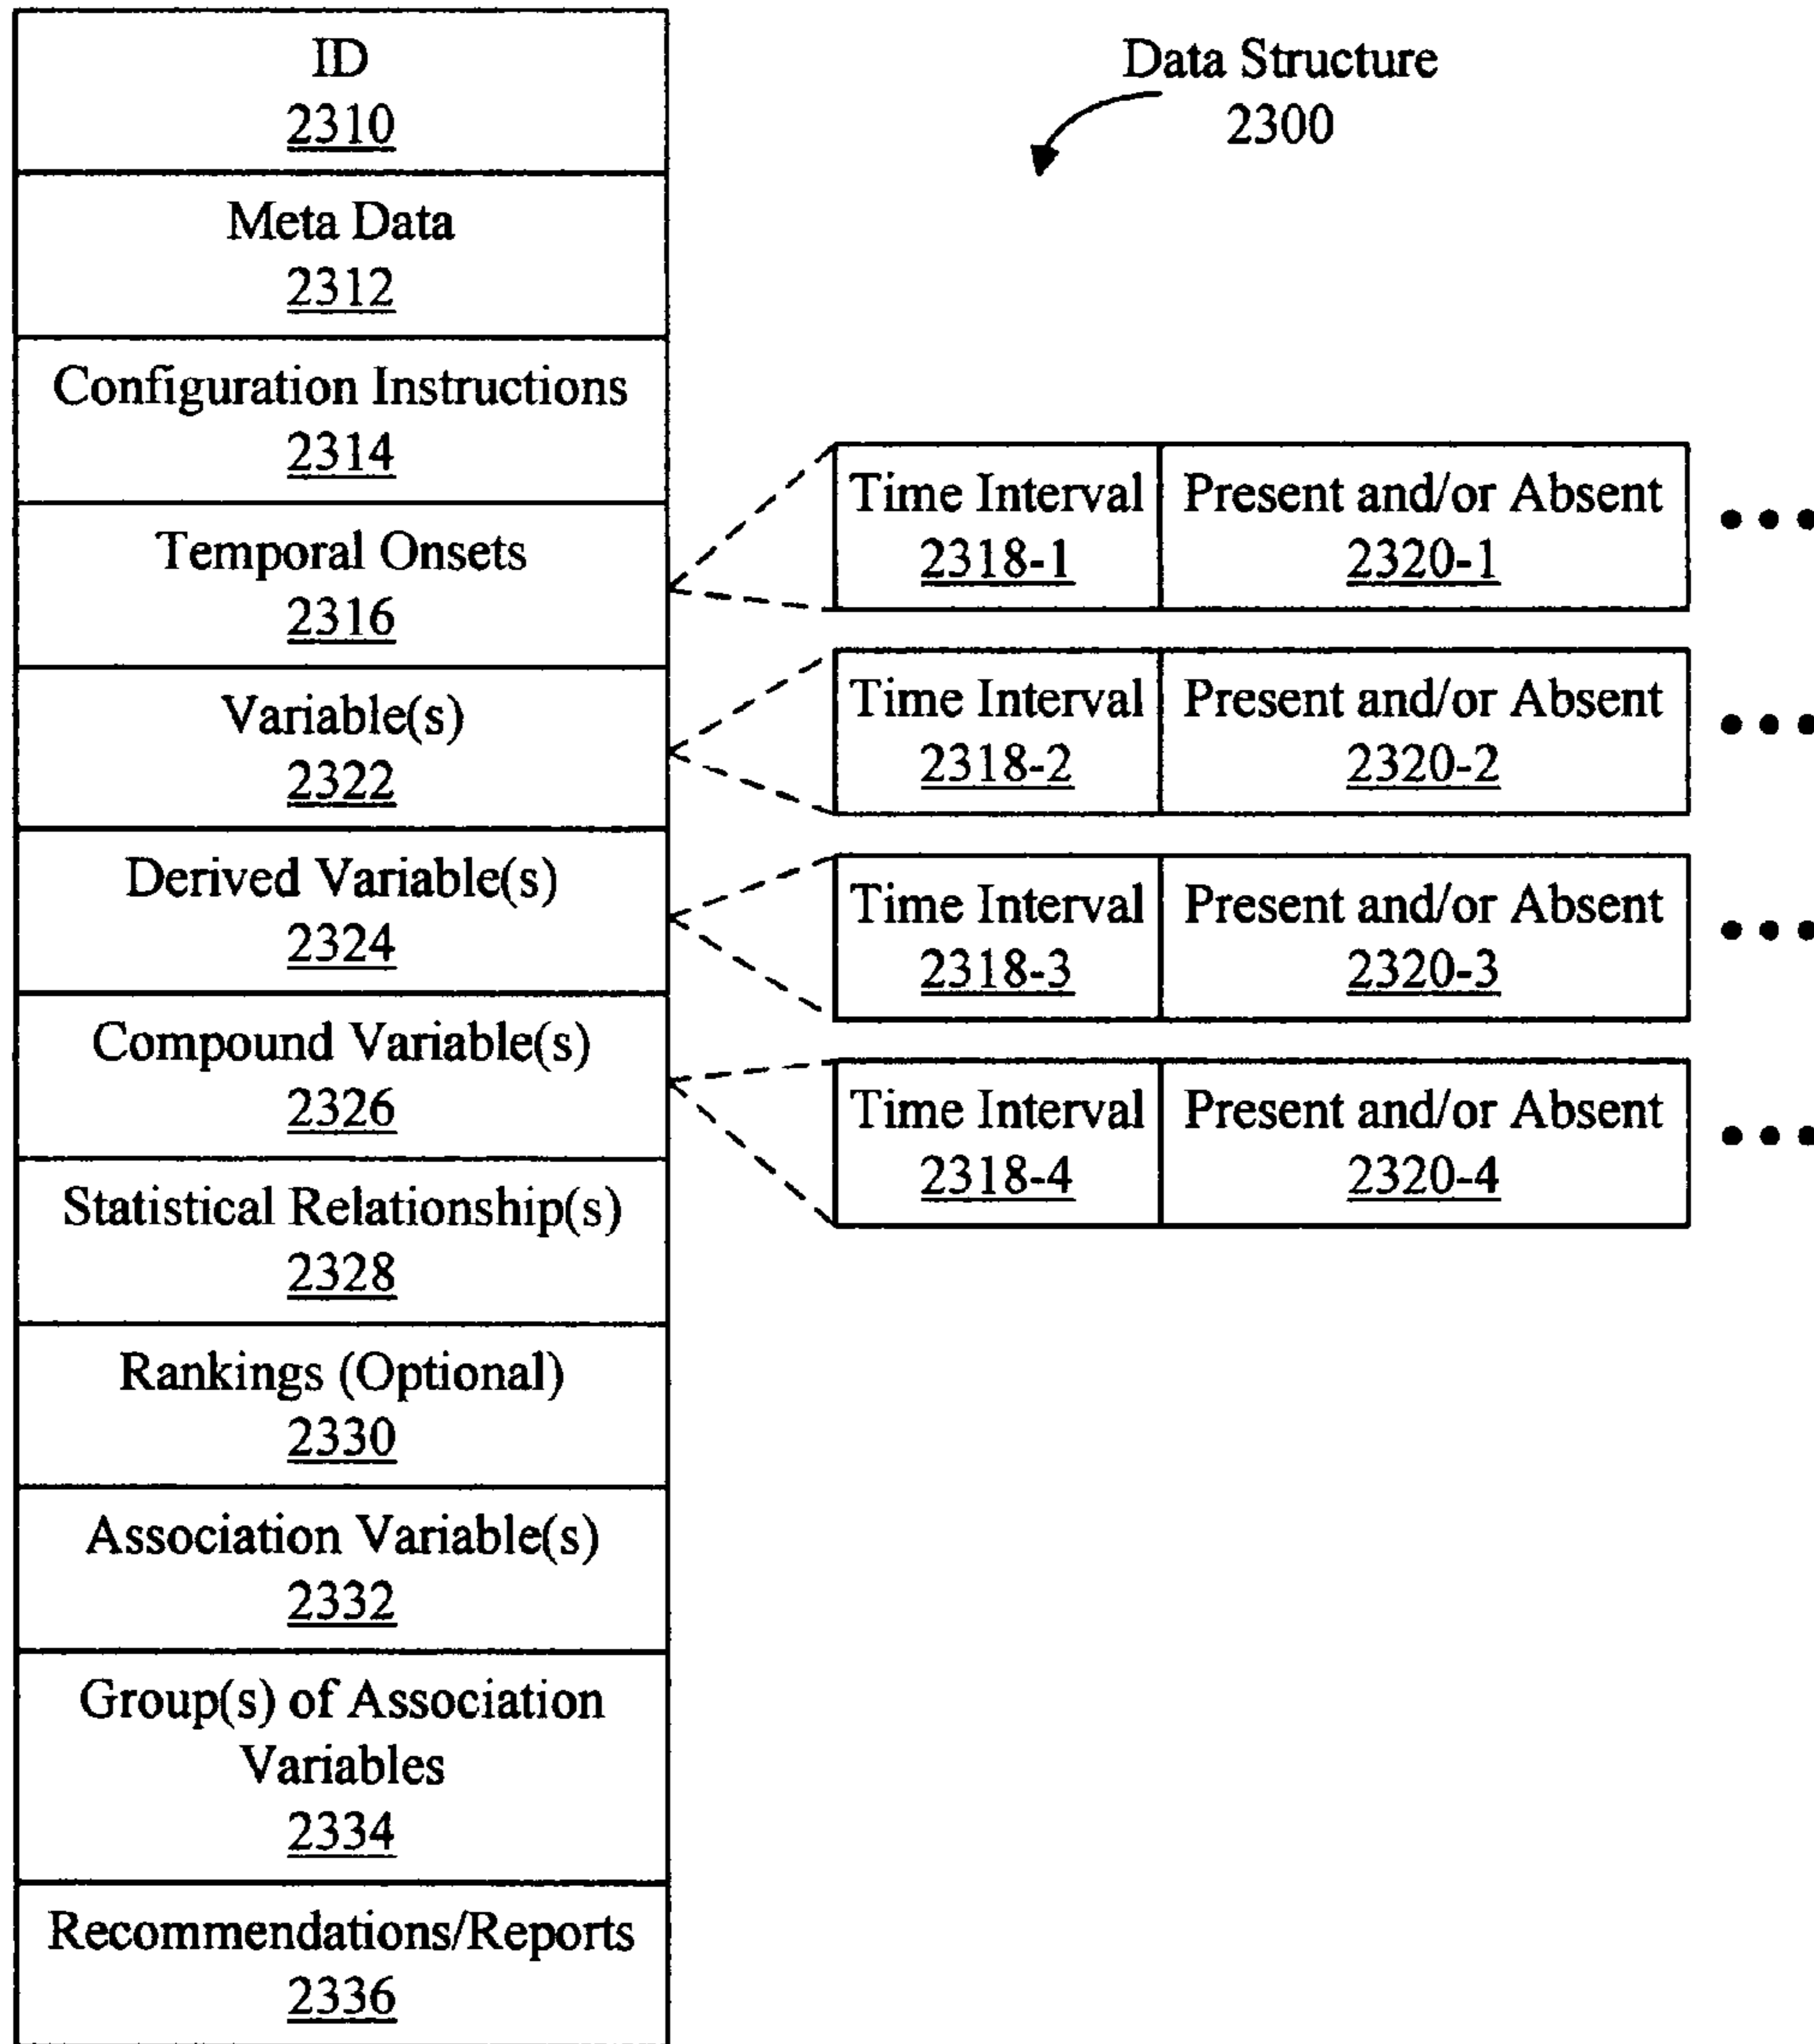 ID
2310
Meta Data
2312
Configuration Instructions
2314
Temporal Onsets
2316
Variable(s)
2322
Derived Variable(s)
2324
Compound Variable(s)
2326
Statistical Relationship(s)
2328
Rankings (Optional)
2330
Association Variable(s)
2332
Group(s) of Association
Variables
2334
Recommendations/Reports
2336
Data Structure
2300
Time Interval
2318-1
Present and/or Absent
2320-1
Time Interval
2318-2
Present and/or Absent
2320-2
Time Interval
2318-3
Present and/or Absent
2320-3
Time Interval
2318-4
Present and/or Absent
2320-4